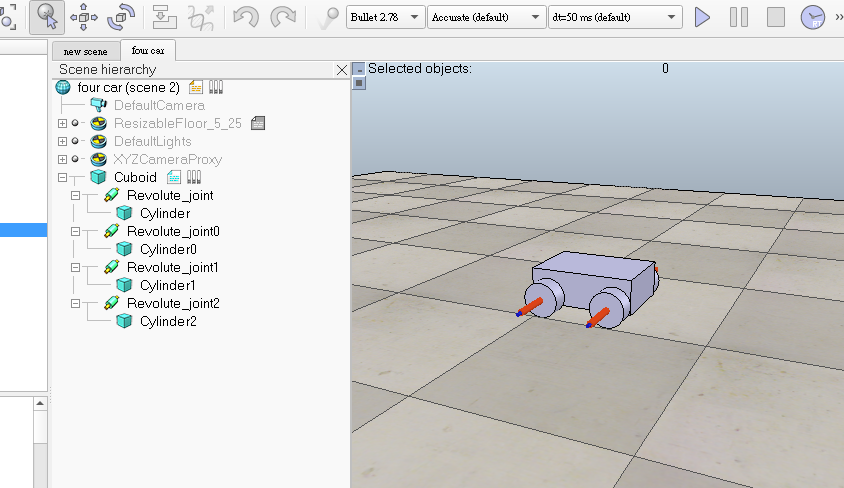 Bullet 2.78
Accurate (default)
dt=50 ms (default)
RT
»
new scene
four car
Scene hierarchy
Selected objects:
0
four car (scene 2)
DefaultCamera
ResizableFloor_5_25
DefaultLights
XYZCameraProxy
Cuboid
Revolute_joint
Cylinder
Revolute_joint0
Cylinder0
Revolute_joint1
Cylinder1
Revolute_joint2
Cylinder2